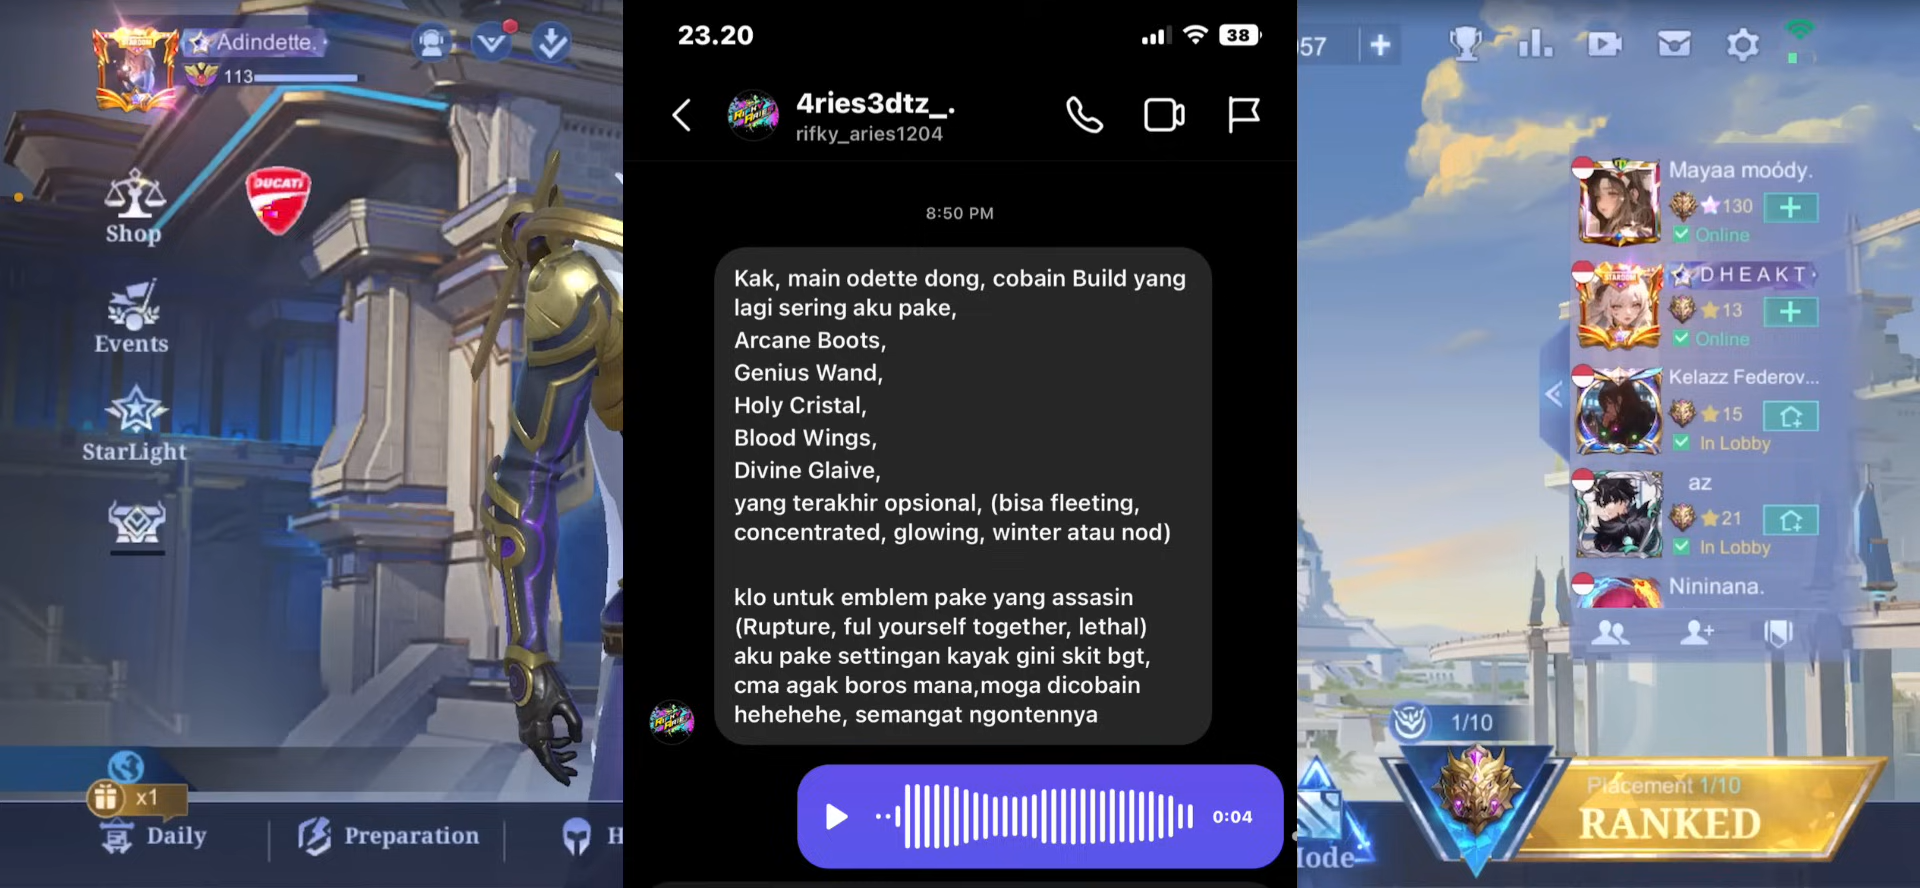 Adindette.
113
Shop
DUCATI
Events
StarLight
x1
Daily
Preparation
H
23.20
38
4ries3dtz_.
rifky_aries1204
8:50 PM
Kak, main odette dong, cobain Build yang
lagi sering aku pake,
Arcane Boots,
Genius Wand,
Holy Cristal,
Blood Wings,
Divine Glaive,
yang terakhir opsional, (bisa fleeting,
concentrated, glowing, winter atau nod)
klo untuk emblem pake yang assasin
(Rupture, ful yourself together, lethal)
aku pake settingan kayak gini skit bgt,
cma agak boros mana,moga dicobain
hehehehe, semangat ngontennya
0:04
57
Mayaa moódy.
130
Online
DHEAKT
13
Online
Kelazz Federov...
15
In Lobby
az
21
In Lobby
Nininana.
1/10
Placement 1/10
RANKED
lode